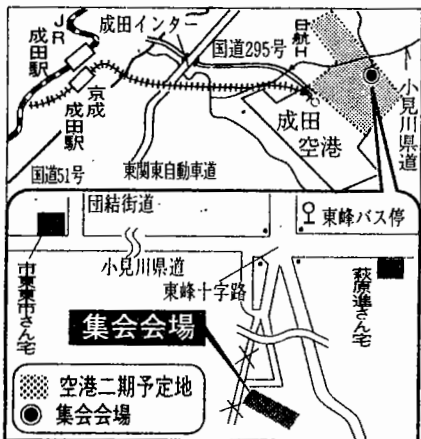 JR成田駅
成田インター
国道295号
日航H
小見川県道
京成成田駅
成田空港
国道51号
東関東自動車道
団結街道
東峰バス停
小見川県道
市東東市さん宅
東峰十字路
萩原進さん宅
集会会場
空港二期予定地
集会会場